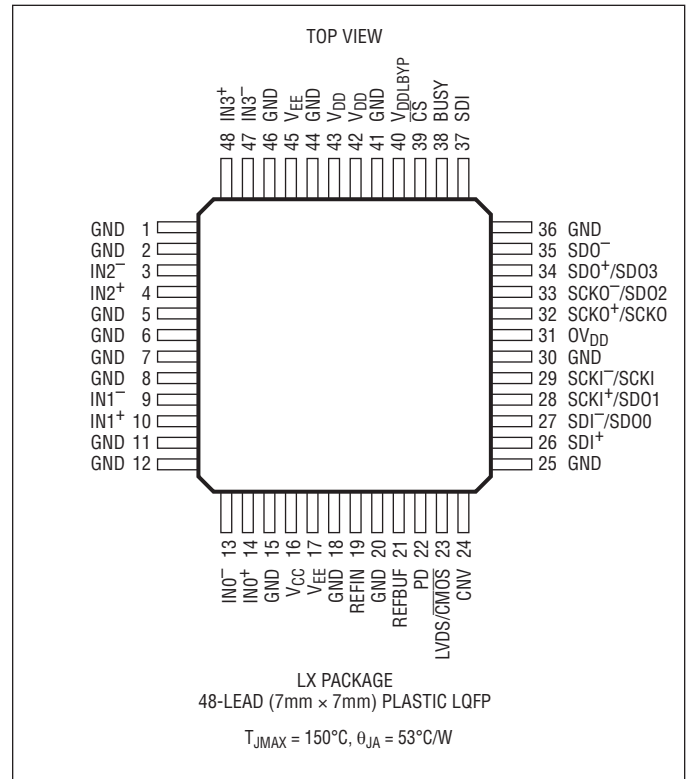 TOP VIEW
48 IN3+
47 IN3–
46 GND
45 VEE
44 GND
43 VDD
42 VDD
41 GND
40 VDDLBYP
39 C̅S̅
38 BUSY
37 SDI
GND 1
GND 2
IN2– 3
IN2+ 4
GND 5
GND 6
GND 7
GND 8
IN1– 9
IN1+ 10
GND 11
GND 12
36 GND
35 SDO–
34 SDO+/SDO3
33 SCKO–/SDO2
32 SCKO+/SCKO
31 OVDD
30 GND
29 SCKI–/SCKI
28 SCKI+/SDO1
27 SDI–/SDO0
26 SDI+
25 GND
IN0– 13
IN0+ 14
GND 15
VCC 16
VEE 17
GND 18
REFIN 19
GND 20
REFBUF 21
PD 22
LVDS/C̅M̅O̅S̅ 23
CNV 24
LX PACKAGE
48-LEAD (7mm × 7mm) PLASTIC LQFP
TJMAX = 150°C, θJA = 53°C/W